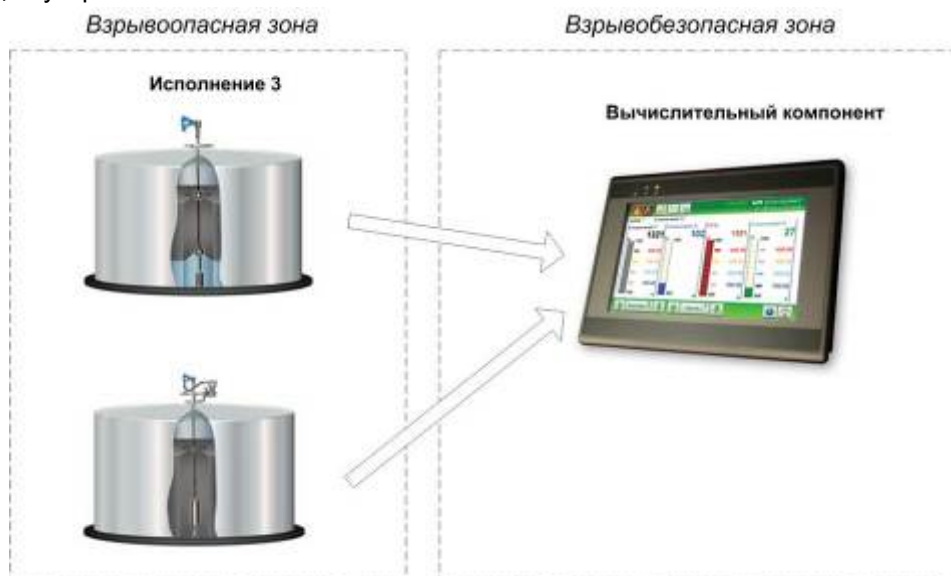 Взрывоопасная зона
Взрывобезопасная зона
Исполнение 3
Вычислительный компонент